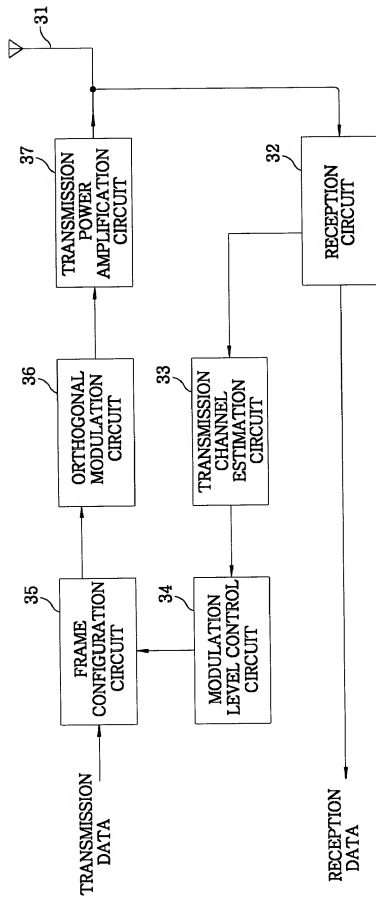 31
37
TRANSMISSION
POWER
AMPLIFICATION
CIRCUIT
32
RECEPTION
CIRCUIT
36
ORTHOGONAL
MODULATION
CIRCUIT
33
TRANSMISSION
CHANNEL
ESTIMATION
CIRCUIT
35
FRAME
CONFIGURATION
CIRCUIT
34
MODULATION
LEVEL CONTROL
CIRCUIT
TRANSMISSION
DATA
RECEPTION
DATA